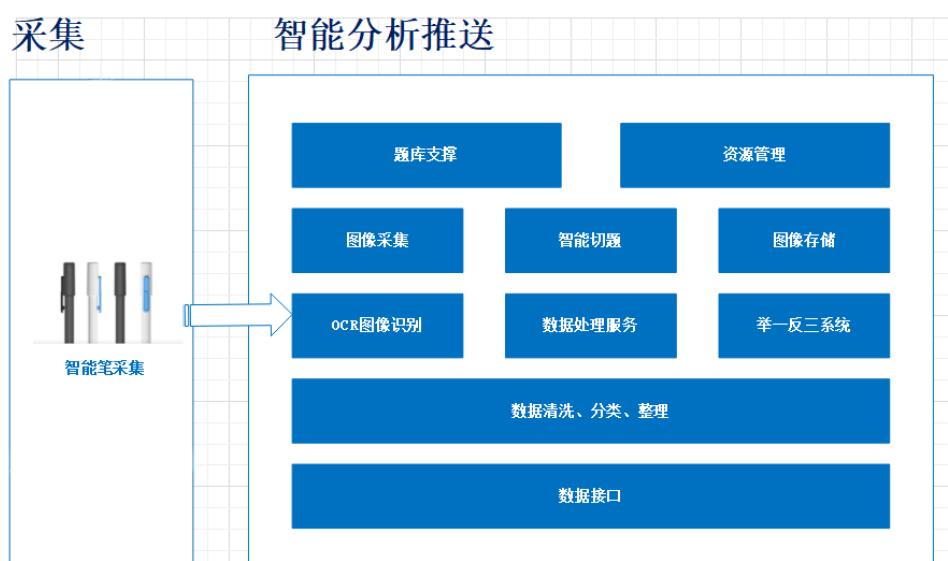 采集
智能分析推送
题库支撑
资源管理
图像采集
智能切题
图像存储
OCR图像识别
数据处理服务
举一反三系统
智能笔采集
数据清洗、分类、整理
数据接口